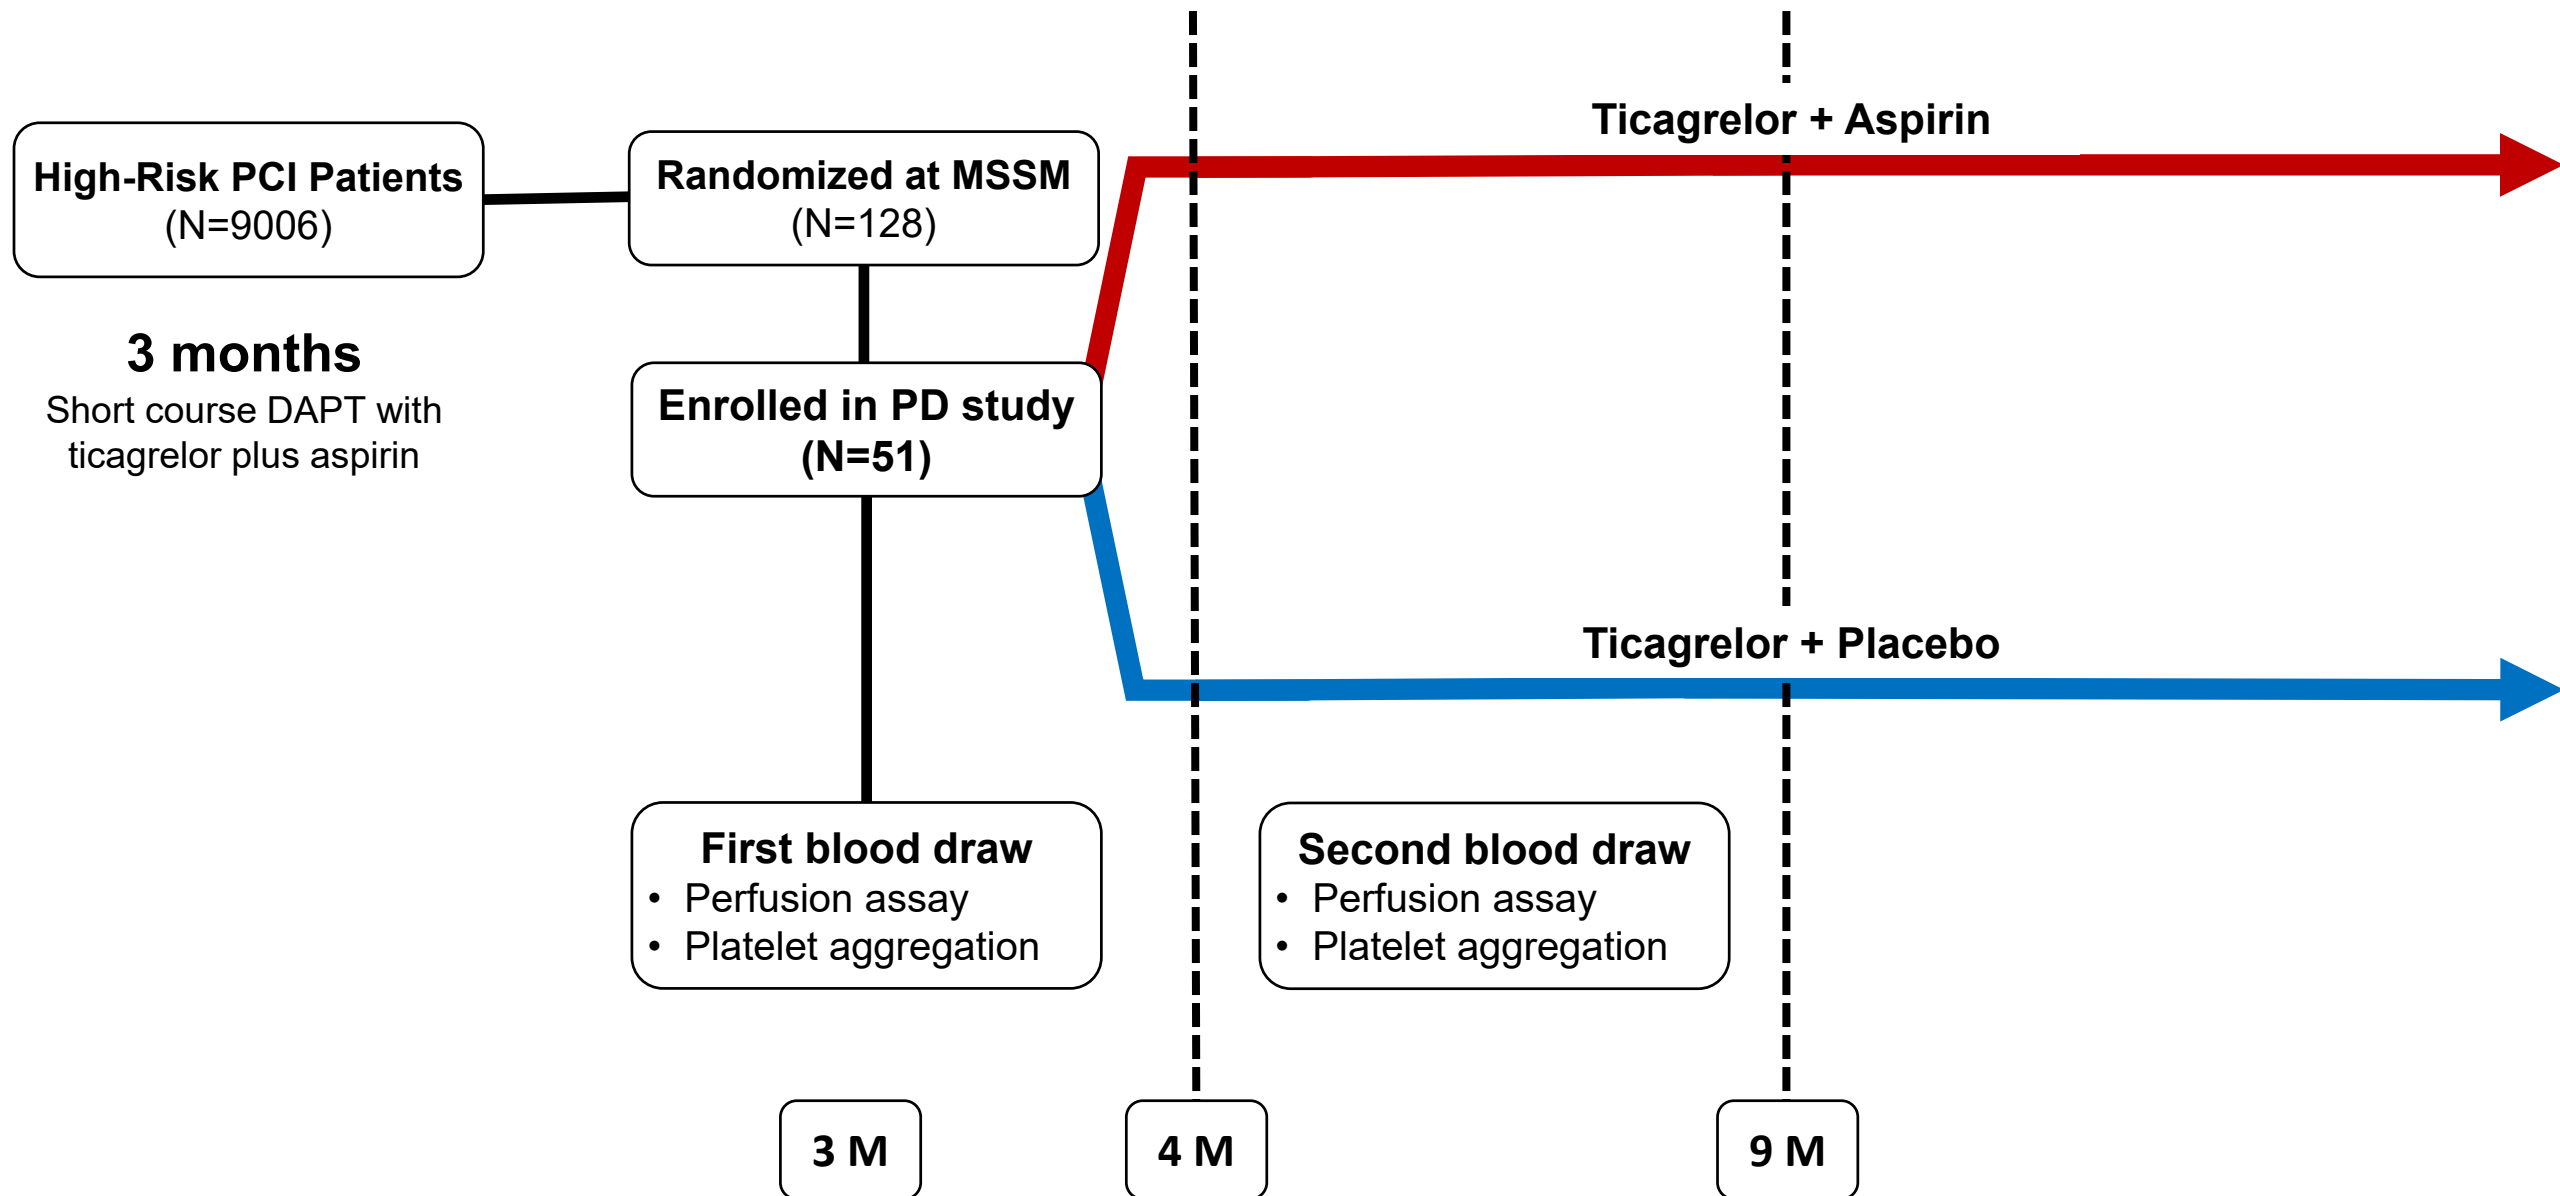 High-Risk PCI Patients
(N=9006)
3 months
Short course DAPT with
ticagrelor plus aspirin
Randomized at MSSM
(N=128)
Enrolled in PD study
(N=51)
Ticagrelor + Aspirin
Ticagrelor + Placebo
First blood draw
• Perfusion assay
• Platelet aggregation
Second blood draw
• Perfusion assay
• Platelet aggregation
3 M
4 M
9 M